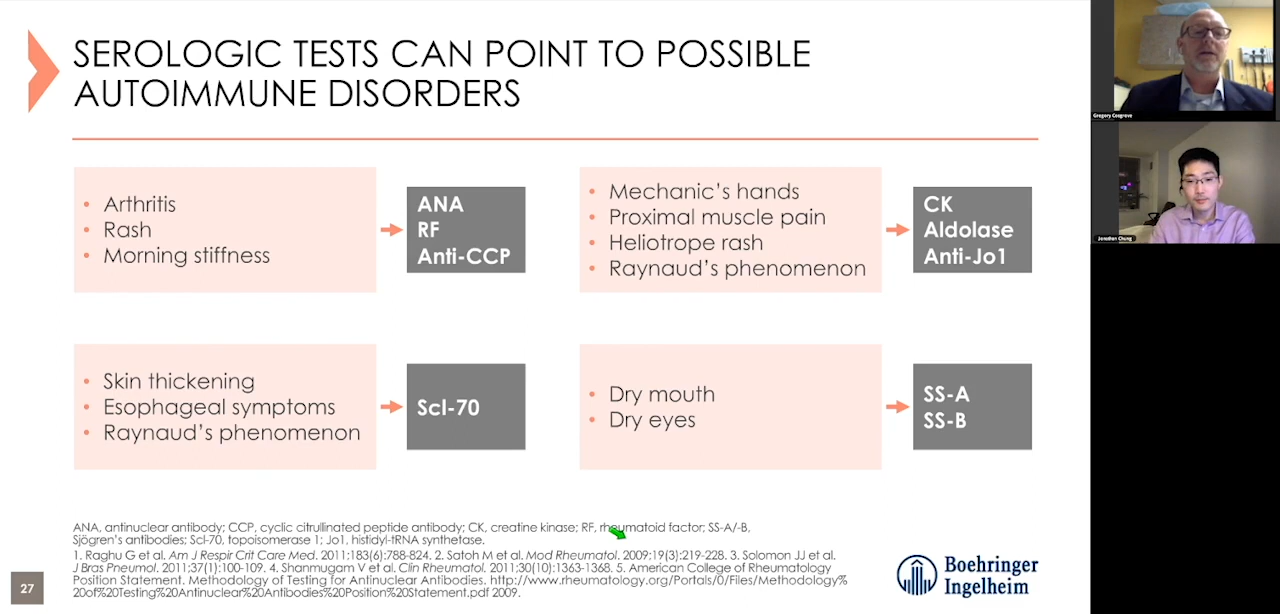 SEROLOGIC TESTS CAN POINT TO POSSIBLE
AUTOIMMUNE DISORDERS
• Arthritis
• Rash
• Morning stiffness
ANA
RF
Anti-CCP
• Mechanic's hands
• Proximal muscle pain
• Heliotrope rash
• Raynaud's phenomenon
CK
Aldolase
Anti-Jo1
• Skin thickening
• Esophageal symptoms
• Raynaud's phenomenon
Scl-70
• Dry mouth
• Dry eyes
SS-A
SS-B
ANA, antinuclear antibody; CCP, cyclic citrullinated peptide antibody; CK, creatine kinase; RF, rheumatoid factor; SS-A/-B,
Sjögren's antibodies; Scl-70, topoisomerase 1; Jo1, histidyl-tRNA synthetase.
1. Raghu G et al. Am J Respir Crit Care Med. 2011:183(6):788-824. 2. Satoh M et al. Mod Rheumatol. 2009:19(3):219-228. 3. Solomon JJ et al.
J Bras Pneumol. 2011:37(1):100-109. 4. Shanmugam V et al. Clin Rheumatol. 2011:30(10):1363-1368. 5. American College of Rheumatology
Position Statement. Methodology of Testing for Antinuclear Antibodies. http://www.rheumatology.org/Portals/0/Files/Methodology%
20of%20Testing%20Antinuclear%20Antibodies%20Position%20Statement.pdf 2009.
27
Boehringer
Ingelheim
Gregory Cosgrove
Jonathan Chung